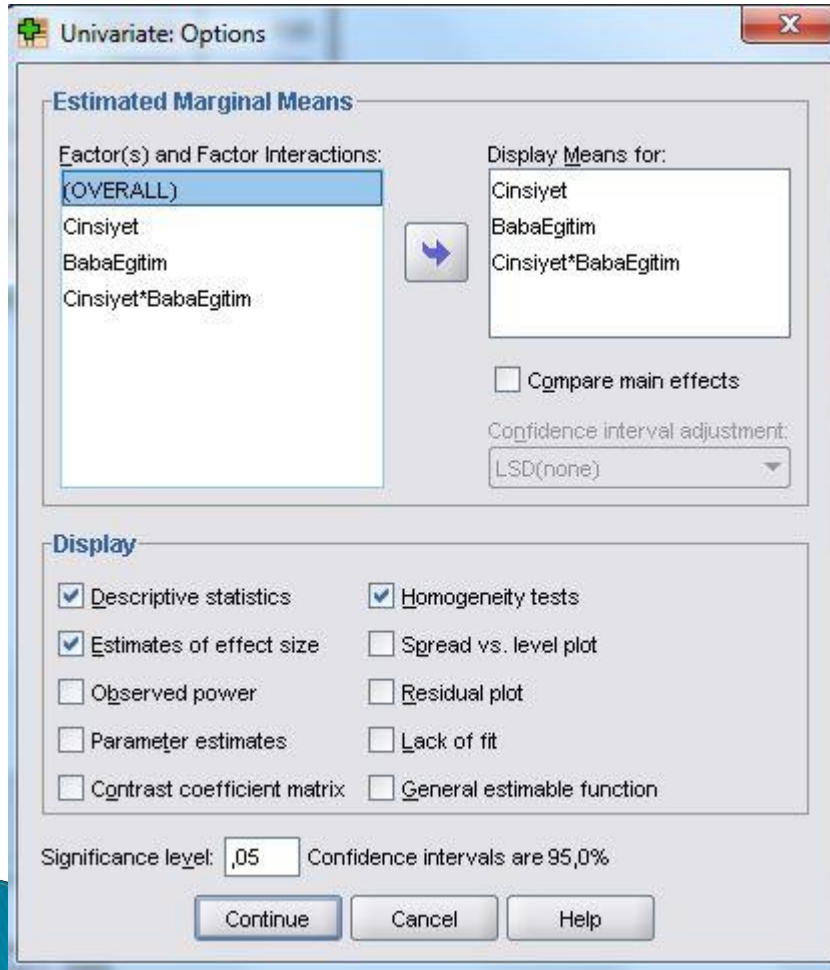 Univariate: Options
Estimated Marginal Means
Factor(s) and Factor Interactions:
(OVERALL)
Cinsiyet
BabaEgitim
Cinsiyet*BabaEgitim
Display Means for:
Cinsiyet
BabaEgitim
Cinsiyet*BabaEgitim
Compare main effects
Confidence interval adjustment:
LSD(none)
Display
Descriptive statistics
Homogeneity tests
Estimates of effect size
Spread vs. level plot
Observed power
Residual plot
Parameter estimates
Lack of fit
Contrast coefficient matrix
General estimable function
Significance level: ,05 Confidence intervals are 95,0%
Continue
Cancel
Help